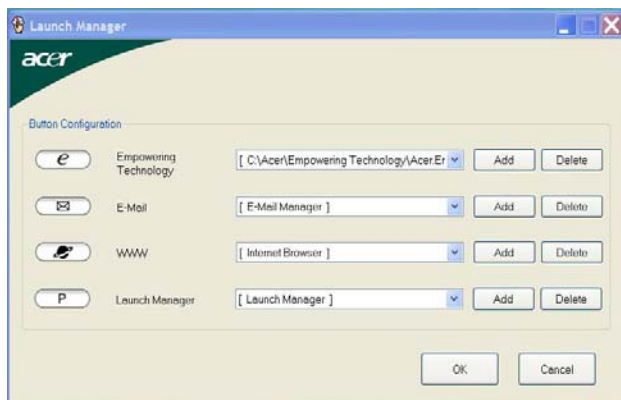 Launch Manager
acer
Button Configuration
e Empowering Technology [ C:\Acer\Empowering Technology\Acer.Er Add Delete
E-Mail [ E-Mail Manager ] Add Delete
WWW [ Internet Browser ] Add Delete
P Launch Manager [ Launch Manager ] Add Delete
OK Cancel